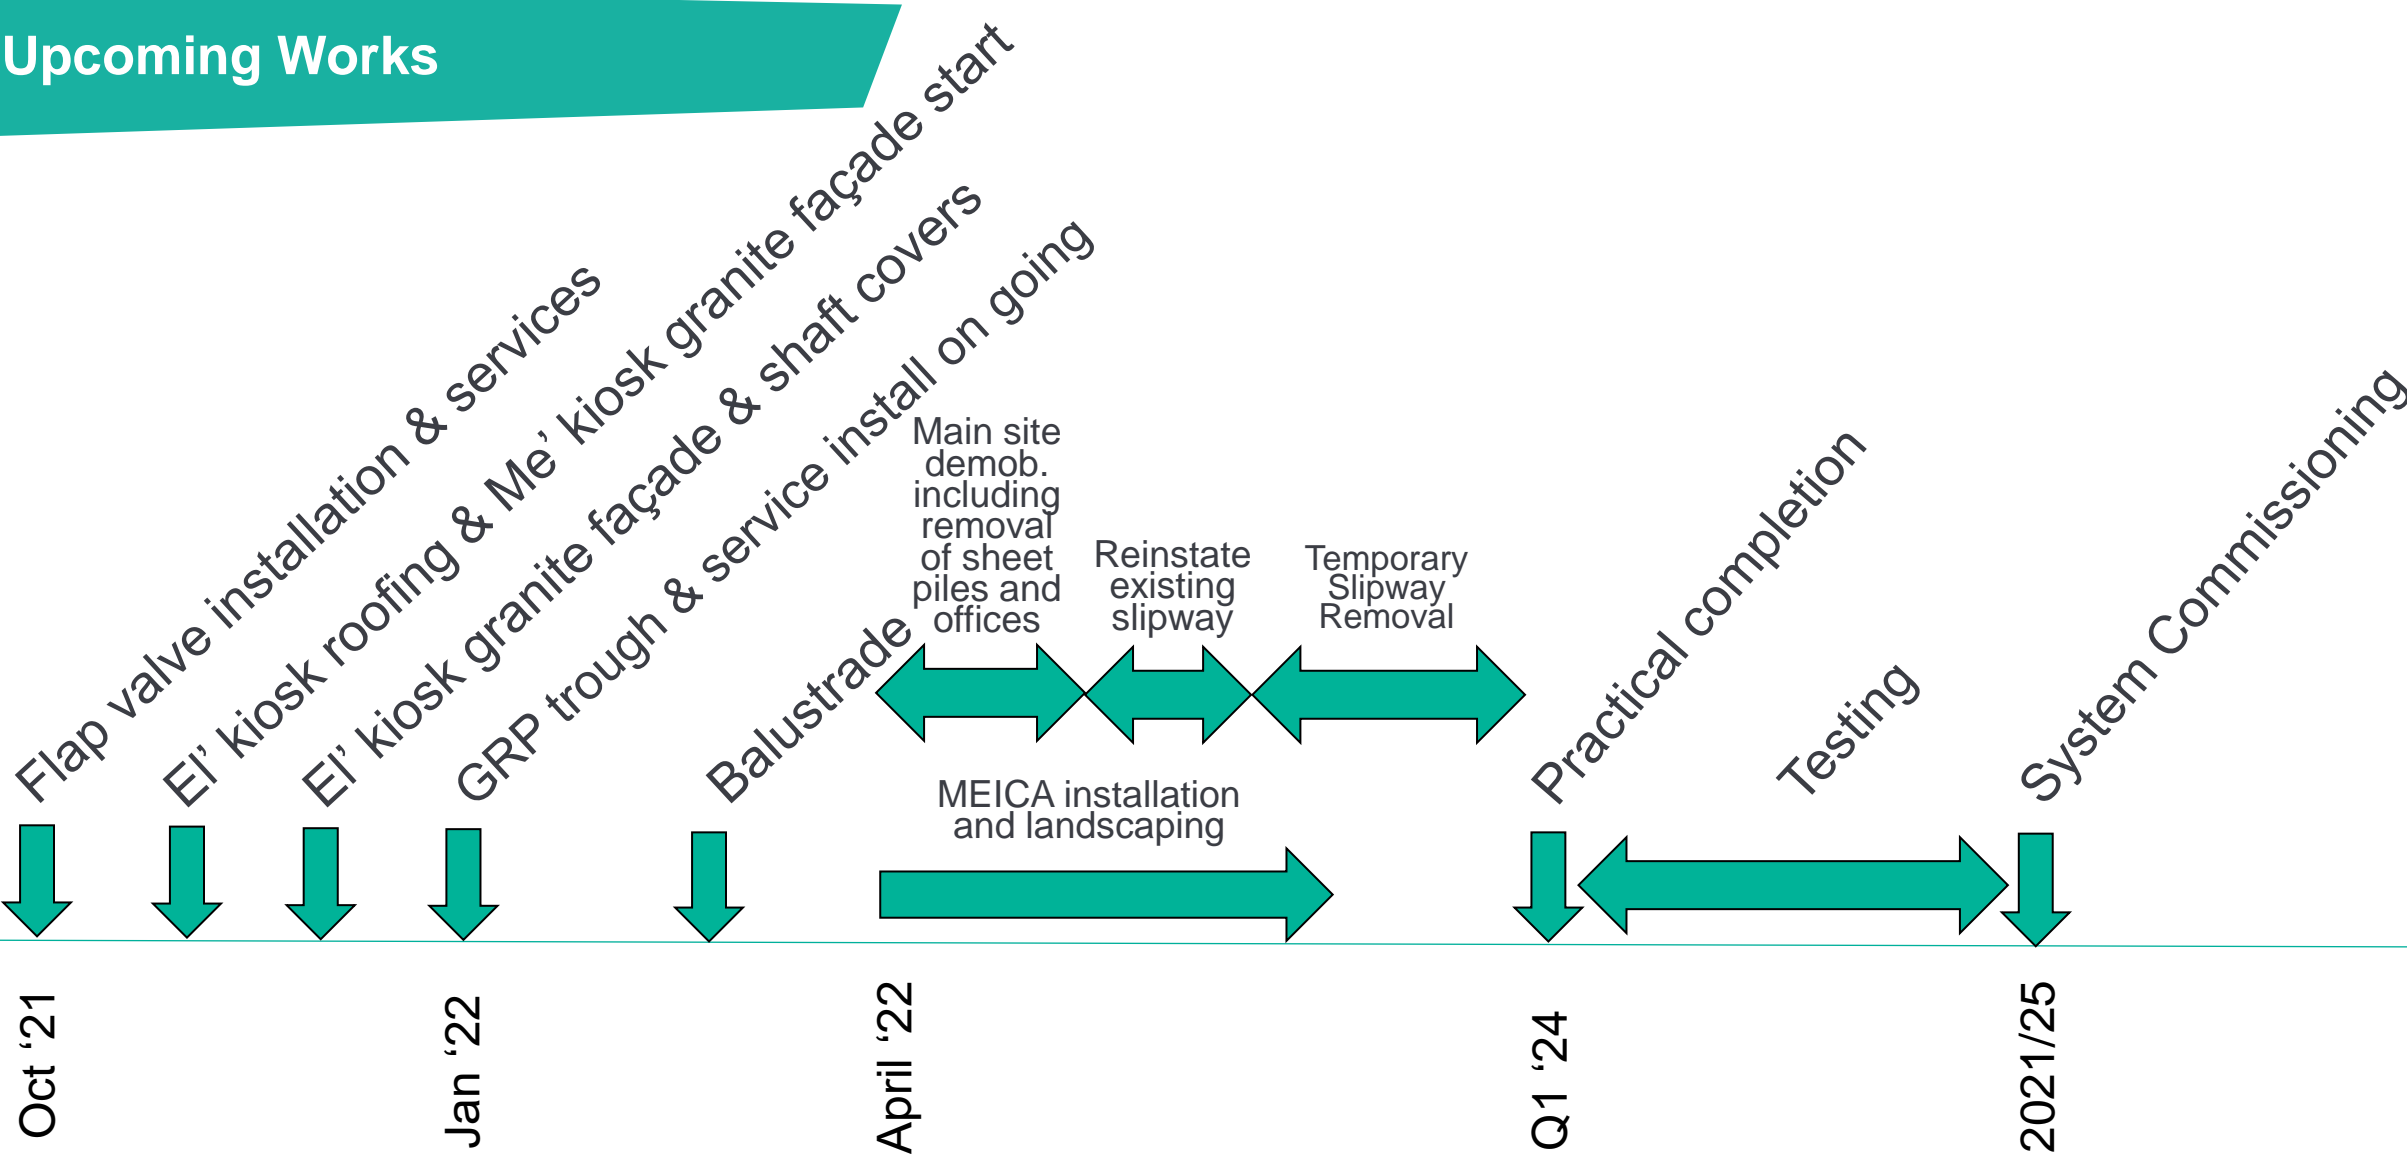 Upcoming Works
Flap valve installation & services
El’ kiosk roofing & Me’ kiosk granite façade start
El’ kiosk granite façade & shaft covers
GRP trough & service install on going
Balustrade
Main site
demob.
including
removal
of sheet
piles and
offices
Reinstate
existing
slipway
Temporary
Slipway
Removal
MEICA installation
and landscaping
Practical completion
Testing
System Commissioning
Oct ‘21
Jan ‘22
April ‘22
Q1 ‘24
2021/25